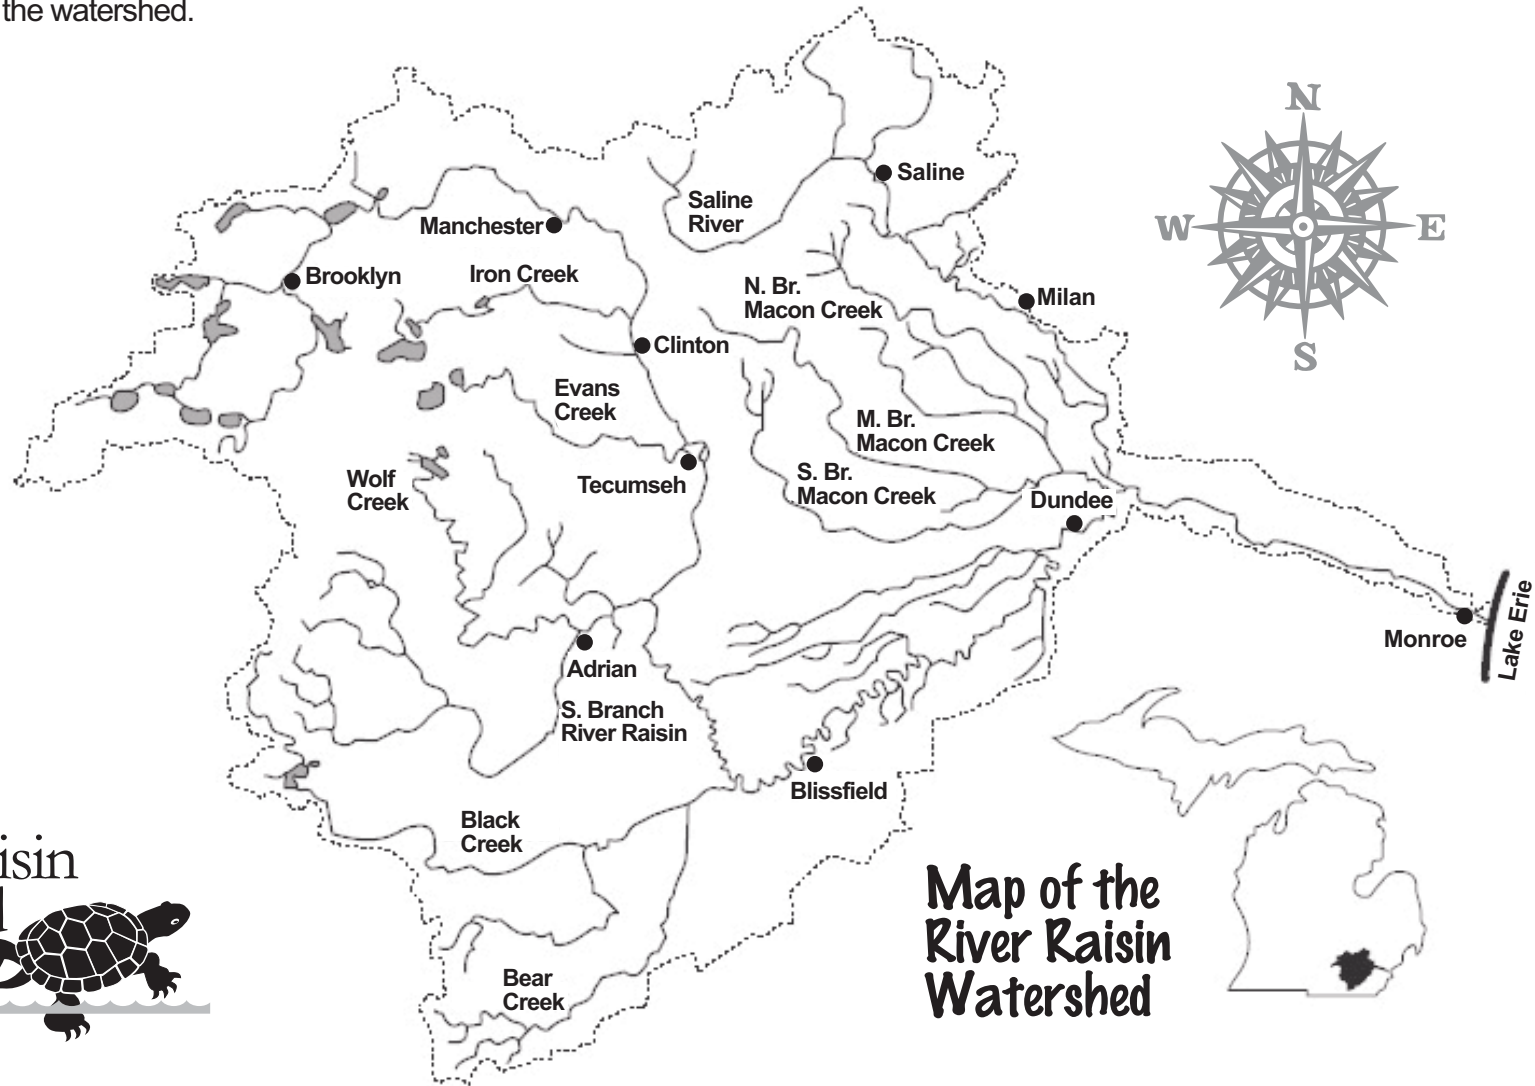 the watershed.
N
W
E
S
Saline
Saline
River
Manchester
Brooklyn
Iron Creek
N. Br.
Macon Creek
Milan
Clinton
Evans
Creek
M. Br.
Macon Creek
Wolf
Creek
Tecumseh
S. Br.
Macon Creek
Dundee
Lake Erie
Monroe
Adrian
S. Branch
River Raisin
Blissfield
Black
Creek
Bear
Creek
Map of the
River Raisin
Watershed
isin